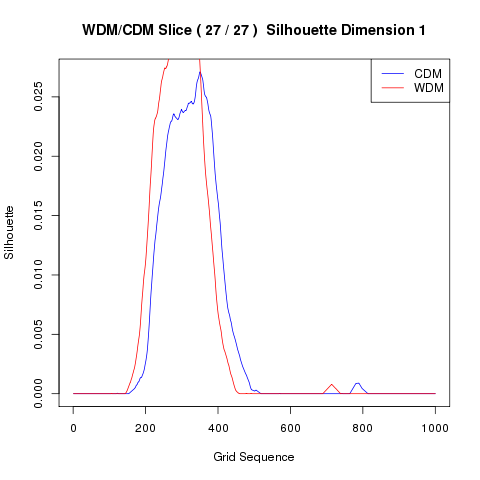 WDM/CDM Slice ( 27 / 27 ) Silhouette Dimension 1
CDM
WDM
Silhouette
0.025
0.020
0.015
0.010
0.005
0.000
0 200 400 600 800 1000
Grid Sequence